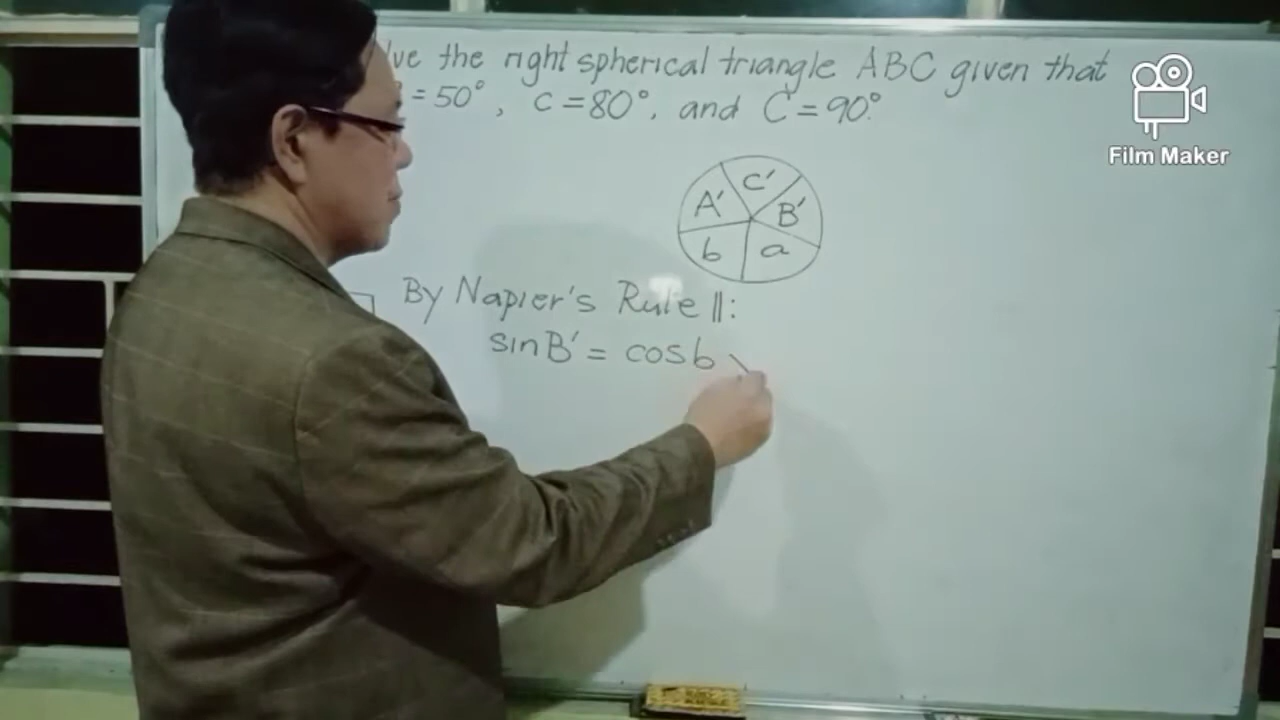 the right spherical triangle ABC given that
= 50°, c = 80°, and C = 90°.
Film Maker
C'
A' B'
b a
By Napier's Rule II:
sin B' = cos b